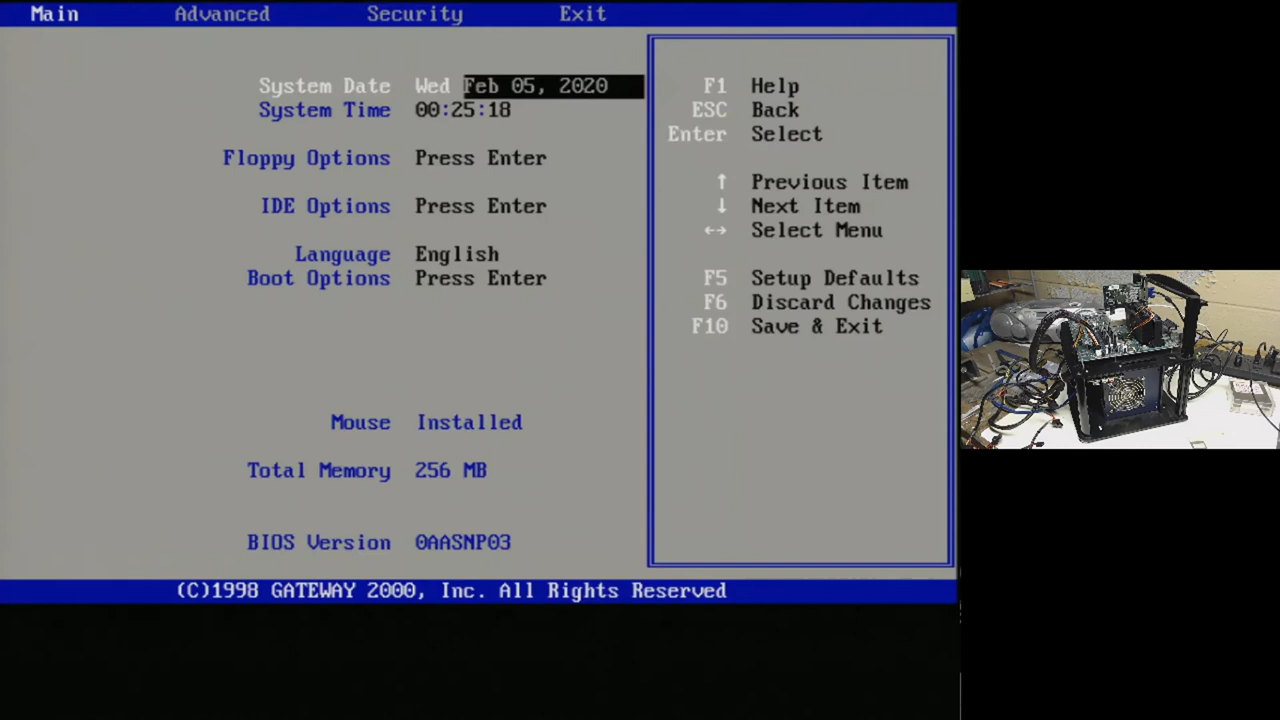 Main Advanced Security Exit
System Date Wed Feb 05, 2020
System Time 00:25:18
Floppy Options Press Enter
IDE Options Press Enter
Language English
Boot Options Press Enter
Mouse Installed
Total Memory 256 MB
BIOS Version 0AASNP03
F1 Help
ESC Back
Enter Select
↑ Previous Item
↓ Next Item
↔ Select Menu
F5 Setup Defaults
F6 Discard Changes
F10 Save & Exit
(C)1998 GATEWAY 2000, Inc. All Rights Reserved